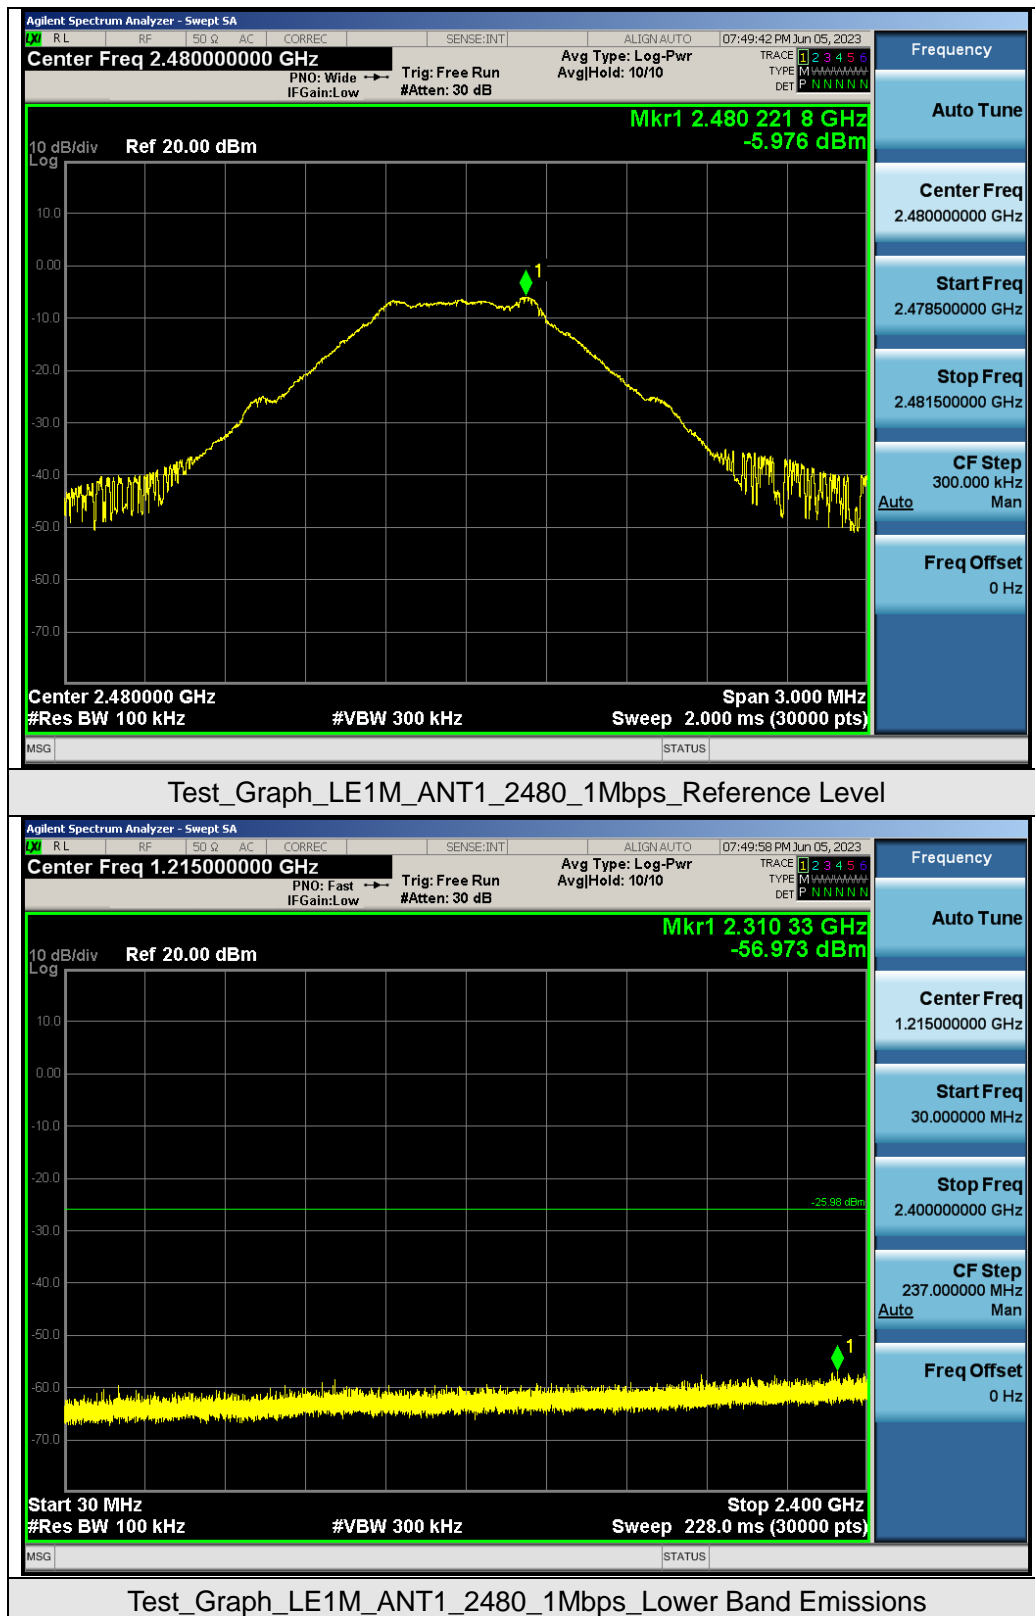 Agilent Spectrum Analyzer - Swept SA
LXI RL RF 50 Ω AC CORREC SENSE:INT ALIGN AUTO 07:49:42 PM Jun 05, 2023
Center Freq 2.480000000 GHz
PNO: Wide
IFGain:Low
Trig: Free Run
#Atten: 30 dB
Avg Type: Log-Pwr
Avg|Hold: 10/10
TRACE 1 2 3 4 5 6
TYPE M
DET P N N N N N
Mkr1 2.480 221 8 GHz
-5.976 dBm
10 dB/div Ref 20.00 dBm
Log
10.0
0.00
1
-10.0
-20.0
-30.0
-40.0
-50.0
-60.0
-70.0
Center 2.480000 GHz Span 3.000 MHz
#Res BW 100 kHz #VBW 300 kHz Sweep 2.000 ms (30000 pts)
MSG STATUS
Frequency
Auto Tune
Center Freq
2.480000000 GHz
Start Freq
2.478500000 GHz
Stop Freq
2.481500000 GHz
CF Step
300.000 kHz
Auto Man
Freq Offset
0 Hz
Test_Graph_LE1M_ANT1_2480_1Mbps_Reference Level
Agilent Spectrum Analyzer - Swept SA
LXI RL RF 50 Ω AC CORREC SENSE:INT ALIGN AUTO 07:49:58 PM Jun 05, 2023
Center Freq 1.215000000 GHz
PNO: Fast
IFGain:Low
Trig: Free Run
#Atten: 30 dB
Avg Type: Log-Pwr
Avg|Hold: 10/10
TRACE 1 2 3 4 5 6
TYPE M
DET P N N N N N
Mkr1 2.310 33 GHz
-56.973 dBm
10 dB/div Ref 20.00 dBm
Log
10.0
0.00
-10.0
-20.0
-25.98 dBm
-30.0
-40.0
-50.0
1
-60.0
-70.0
Start 30 MHz Stop 2.400 GHz
#Res BW 100 kHz #VBW 300 kHz Sweep 228.0 ms (30000 pts)
MSG STATUS
Frequency
Auto Tune
Center Freq
1.215000000 GHz
Start Freq
30.000000 MHz
Stop Freq
2.400000000 GHz
CF Step
237.000000 MHz
Auto Man
Freq Offset
0 Hz
Test_Graph_LE1M_ANT1_2480_1Mbps_Lower Band Emissions